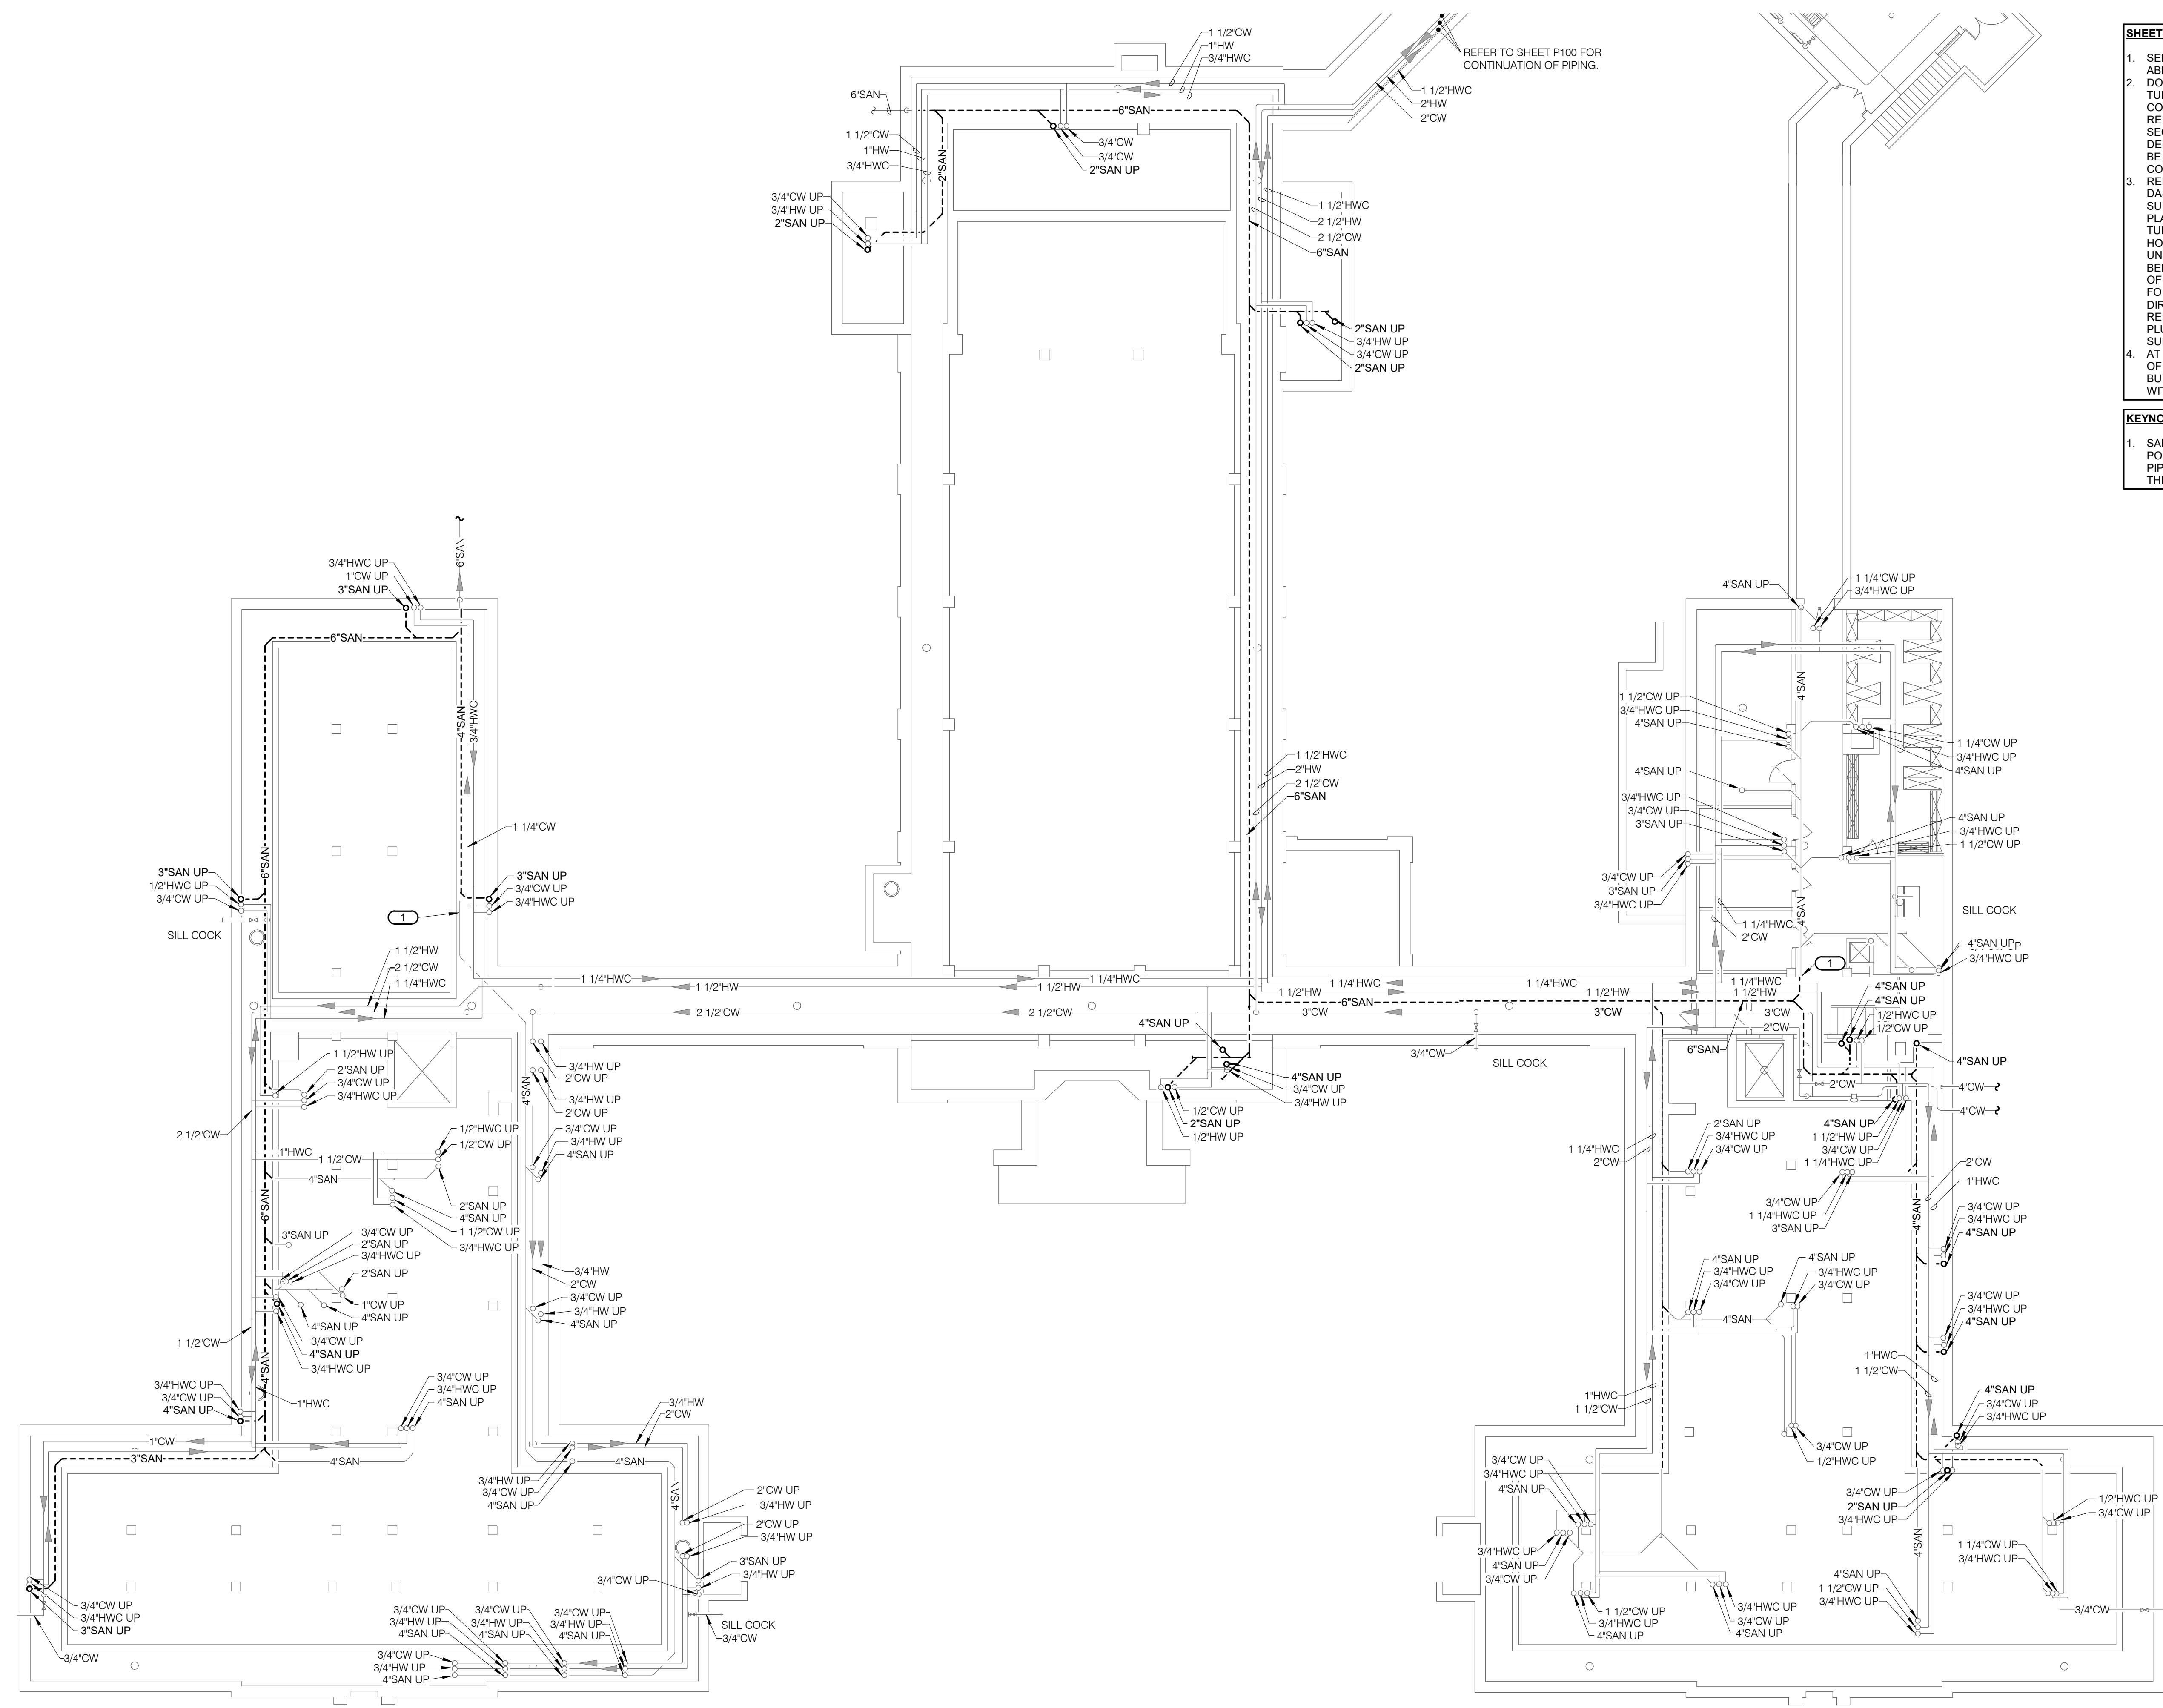 1 1/2"CW
1"HW
3/4"HWC
REFER TO SHEET P100 FOR
CONTINUATION OF PIPING.
1 1/2"HWC
2"HW
2"CW
6"SAN
6"SAN
1 1/2"CW
1"HW
3/4"HWC
2"SAN
3/4"CW
3/4"CW
2"SAN UP
3/4"CW UP
3/4"HW UP
2"SAN UP
1 1/2"HWC
2 1/2"HW
2 1/2"CW
6"SAN
2"SAN UP
3/4"HW UP
3/4"CW UP
2"SAN UP
SHEET
1. SE
2. DO
3. RE
4. AT
OF
BU
WI
KEYNO
1. SA
PO
PIP
TH
6"SAN
3/4"HWC UP
1"CW UP
3"SAN UP
6"SAN
4"SAN
3/4"HWC
1 1/4"CW
6"SAN
3"SAN UP
1/2"HWC UP
3/4"CW UP
SILL COCK
1
3"SAN UP
3/4"CW UP
3/4"HWC UP
1 1/2"HW
2 1/2"CW
1 1/4"HWC
1 1/4"HWC
1 1/4"HWC
1 1/2"HW
1 1/2"HW
2 1/2"CW
2 1/2"CW
1 1/2"HWC
2"HW
2 1/2"CW
6"SAN
4"SAN UP
1 1/4"CW UP
3/4"HWC UP
4"SAN
1 1/2"CW UP
3/4"HWC UP
4"SAN UP
4"SAN UP
3/4"HWC UP
3/4"CW UP
3"SAN UP
3/4"CW UP
3"SAN UP
3/4"HWC UP
1 1/4"CW UP
3/4"HWC UP
4"SAN UP
4"SAN UP
3/4"HWC UP
1 1/2"CW UP
SILL COCK
1 1/4"HWC
2"CW
4"SAN
4"SAN UP
3/4"HWC UP
1
1 1/4"HWC
1 1/4"HWC
1 1/4"HWC
1 1/2"HW
1 1/2"HW
1 1/2"HW
6"SAN
3"CW
3"CW
3"CW
2"CW
6"SAN
4"SAN UP
4"SAN UP
1/2"HWC UP
1/2"CW UP
4"SAN UP
3/4"CW
SILL COCK
4"SAN UP
4"SAN UP
3/4"CW UP
3/4"HW UP
1/2"CW UP
2"SAN UP
1/2"HW UP
2"CW
4"CW
4"CW
1 1/2"HW UP
2"SAN UP
3/4"CW UP
3/4"HWC UP
2 1/2"CW
4"SAN
3/4"HW UP
2"CW UP
3/4"HW UP
2"CW UP
3/4"CW UP
3/4"HW UP
4"SAN UP
1/2"HWC UP
1/2"CW UP
1"HWC
1 1/2"CW
4"SAN
2"SAN UP
4"SAN UP
1 1/2"CW UP
3/4"HWC UP
6"SAN
3"SAN UP
3/4"CW UP
2"SAN UP
3/4"HWC UP
2"SAN UP
1"CW UP
4"SAN UP
4"SAN UP
3/4"CW UP
4"SAN UP
3/4"HWC UP
1 1/2"CW
4"SAN
3/4"HW
2"CW
3/4"CW UP
3/4"HW UP
4"SAN UP
3/4"HWC UP
3/4"CW UP
4"SAN UP
1"HWC
3/4"CW UP
3/4"HWC UP
4"SAN UP
1"CW
3"SAN
4"SAN
3/4"HW
2"CW
4"SAN
3/4"HW UP
3/4"CW UP
4"SAN UP
4"SAN
2"CW UP
3/4"HW UP
2"CW UP
3/4"HW UP
3"SAN UP
3/4"HW UP
3/4"CW UP
SILL COCK
3/4"CW
3/4"CW UP
3/4"HWC UP
3"SAN UP
3/4"CW
3/4"CW UP
3/4"HW UP
4"SAN UP
3/4"CW UP
3/4"HW UP
4"SAN UP
3/4"CW UP
3/4"HW UP
4"SAN UP
3/4"CW UP
3/4"HW UP
4"SAN UP
1 1/4"HWC
2"CW
2"SAN UP
3/4"HWC UP
3/4"CW UP
4"SAN UP
1 1/2"HW UP
3/4"CW UP
1 1/4"HWC UP
3/4"CW UP
1 1/4"HWC UP
3"SAN UP
2"CW
1"HWC
4"SAN
3/4"CW UP
3/4"HWC UP
4"SAN UP
4"SAN UP
3/4"HWC UP
3/4"CW UP
4"SAN
4"SAN UP
3/4"HWC UP
3/4"CW UP
3/4"CW UP
3/4"HWC UP
4"SAN UP
1"HWC
1 1/2"CW
1"HWC
1 1/2"CW
4"SAN UP
3/4"CW UP
3/4"HWC UP
3/4"CW UP
1/2"HWC UP
3/4"CW UP
3/4"HWC UP
4"SAN UP
3/4"HWC UP
4"SAN UP
3/4"CW UP
3/4"CW UP
2"SAN UP
3/4"HWC UP
1/2"HWC UP
3/4"CW UP
4"SAN
1 1/4"CW UP
3/4"HWC UP
4"SAN UP
1 1/2"CW UP
3/4"HWC UP
1 1/2"CW UP
3/4"HWC UP
4"SAN UP
3/4"HWC UP
3/4"CW UP
4"SAN UP
3/4"CW